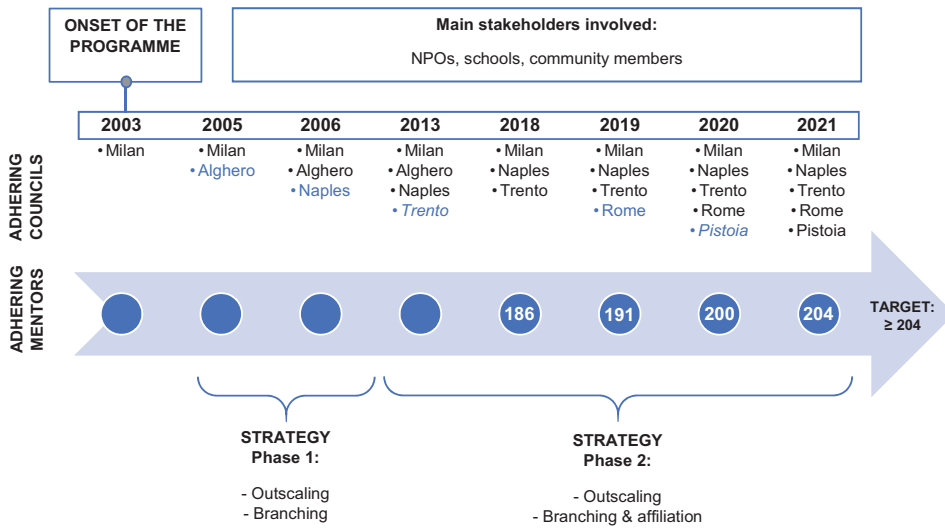 ONSET OF THE
PROGRAMME
Main stakeholders involved:
NPOs, schools, community members
2003 2005 2006 2013 2018 2019 2020 2021
ADHERING
COUNCILS
•Milan •Milan •Milan •Milan •Milan •Milan •Milan •Milan
•Alghero •Alghero •Alghero •Naples •Naples •Naples •Naples
•Naples •Naples •Trento •Trento •Trento •Trento
•Trento •Rome •Rome •Rome
•Pistoia •Pistoia
ADHERING
MENTORS
186 191 200 204
TARGET:
≥ 204
STRATEGY
Phase 1:
- Outscaling
- Branching
STRATEGY
Phase 2:
- Outscaling
- Branching & affiliation